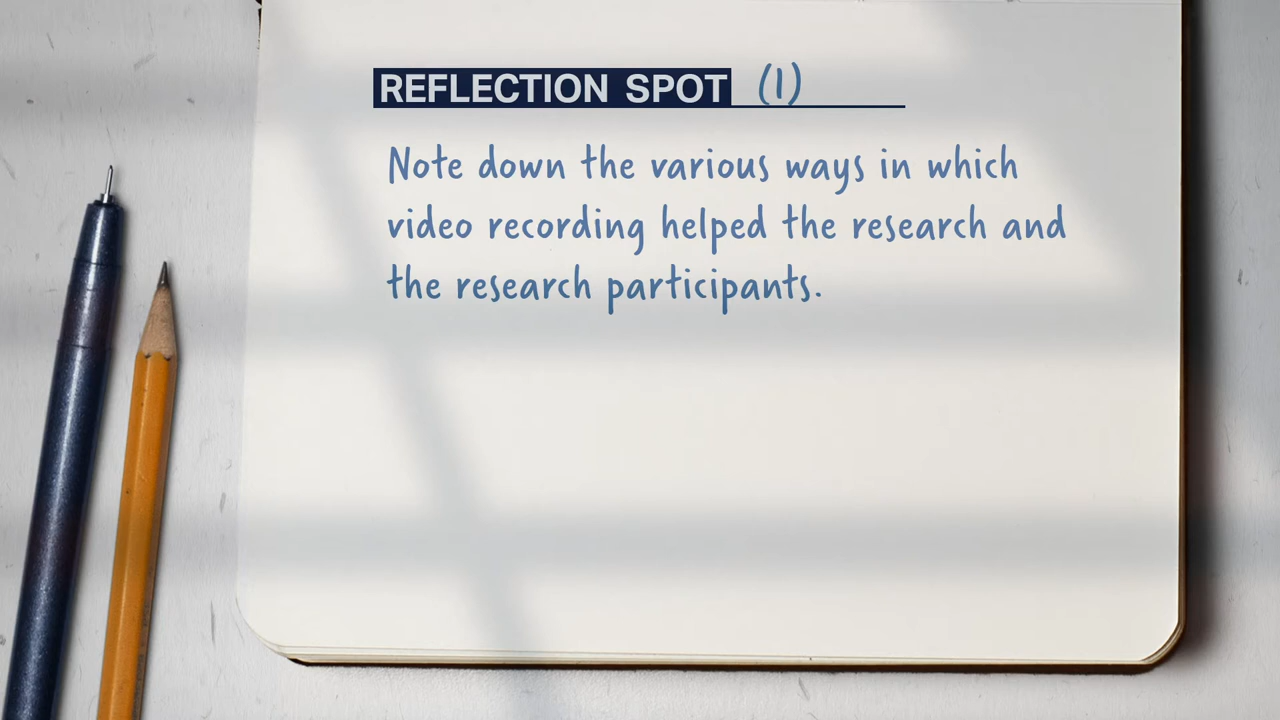 REFLECTION SPOT (1)
Note down the various ways in which
video recording helped the research and
the research participants.